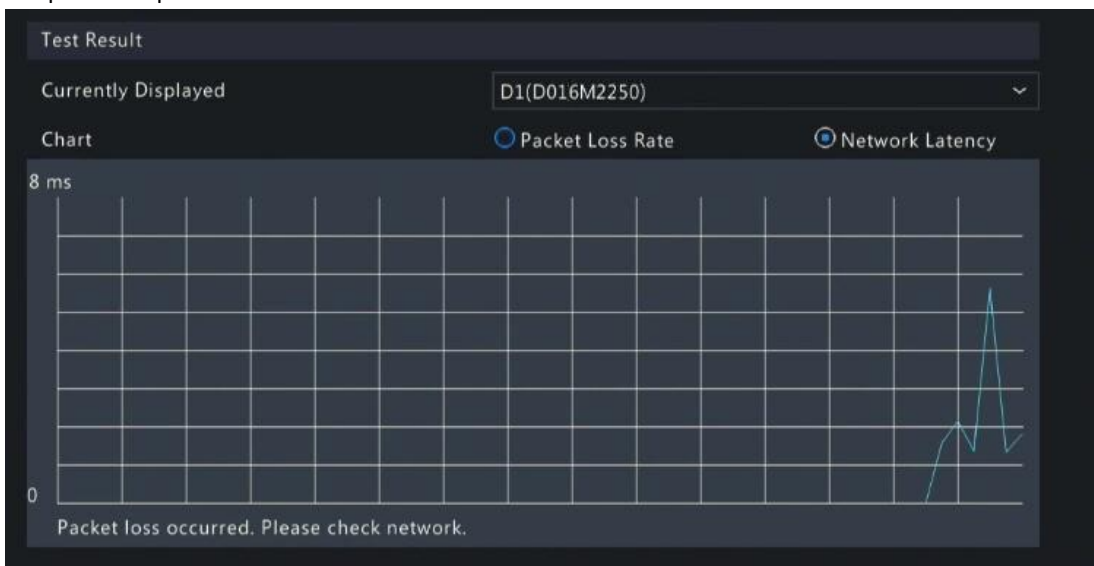 Test Result
Currently Displayed D1(D016M2250)
Chart Packet Loss Rate Network Latency
8 ms
0
Packet loss occurred. Please check network.